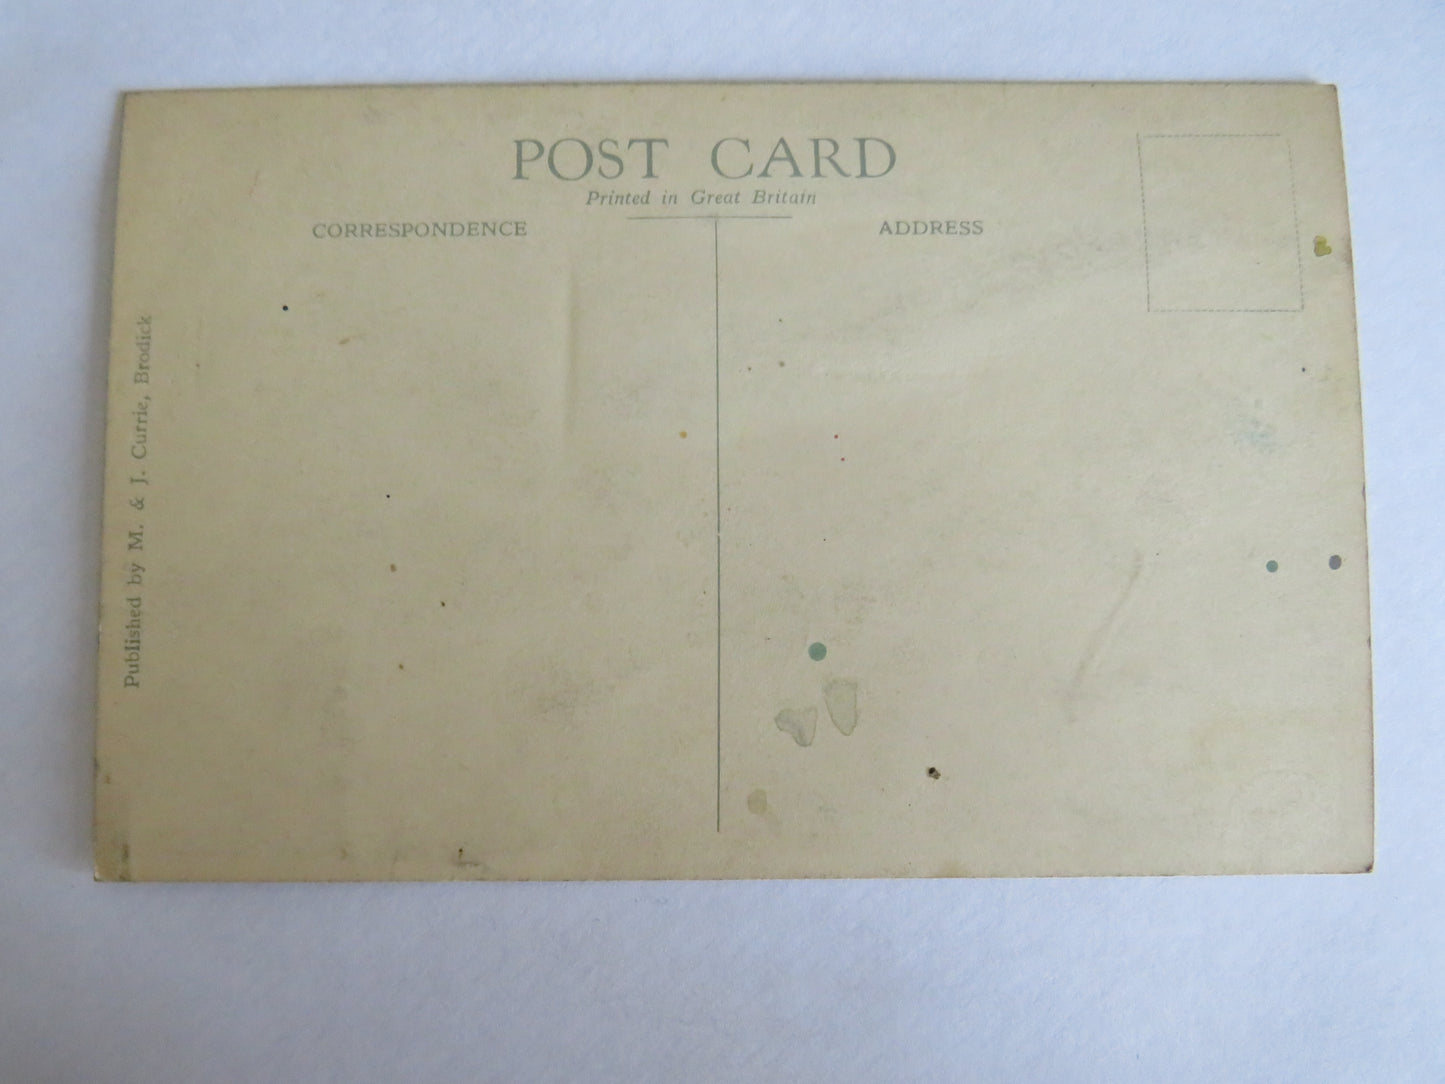 POST CARD
Printed in Great Britain
CORRESPONDENCE
ADDRESS
Published by M. & J. Currie, Brodick